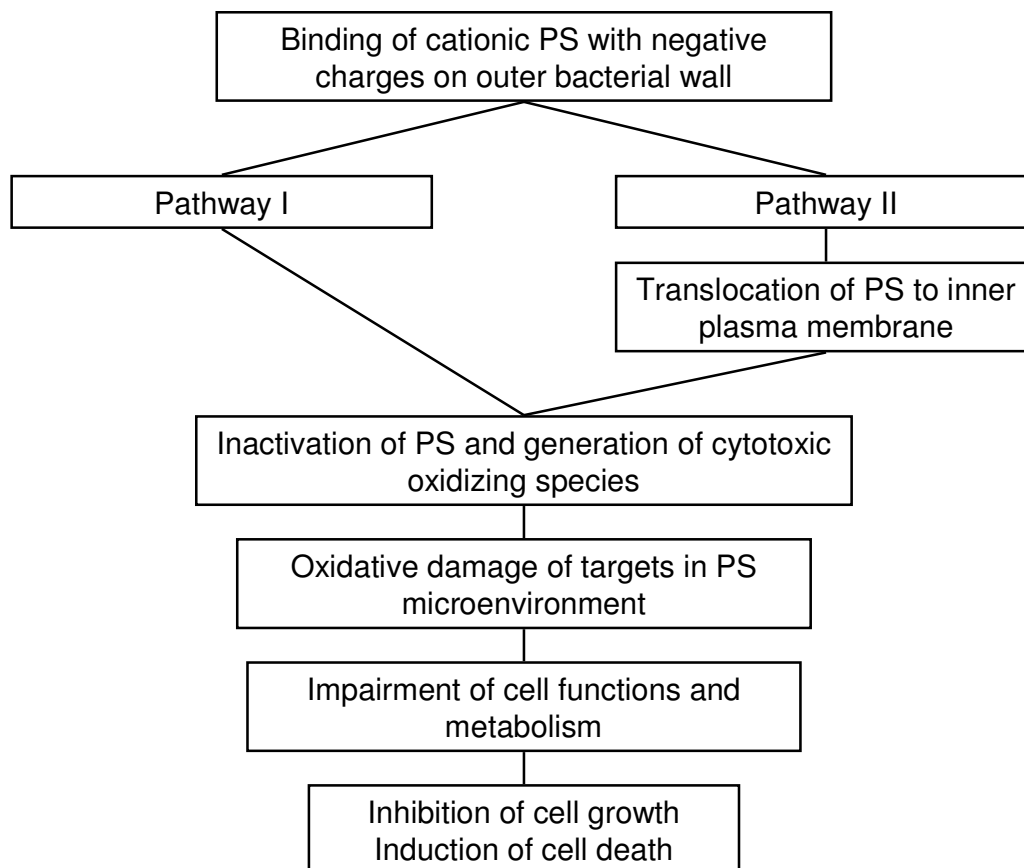 Binding of cationic PS with negative
charges on outer bacterial wall
Pathway I
Pathway II
Translocation of PS to inner
plasma membrane
Inactivation of PS and generation of cytotoxic
oxidizing species
Oxidative damage of targets in PS
microenvironment
Impairment of cell functions and
metabolism
Inhibition of cell growth
Induction of cell death